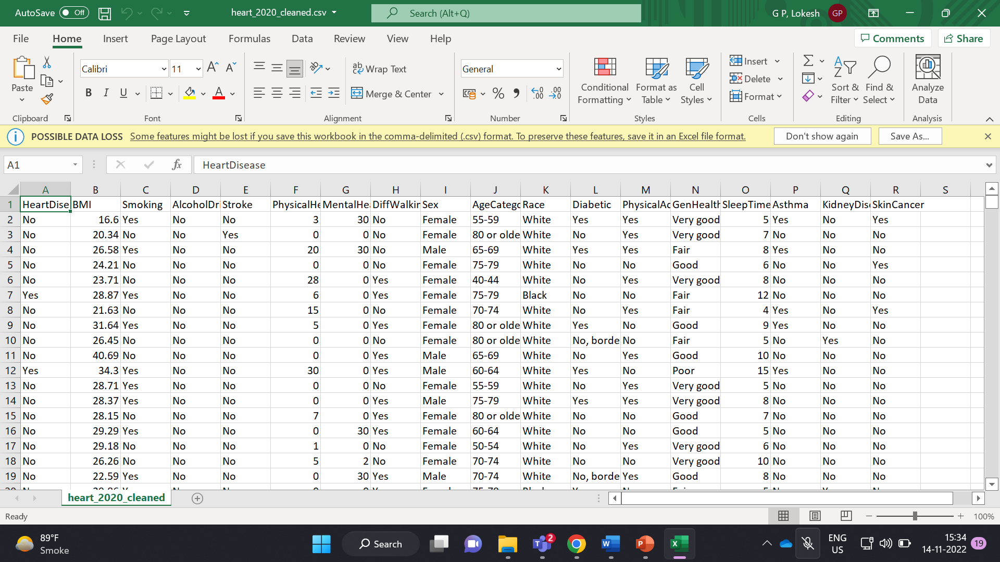 AutoSave Off heart_2020_cleaned.csv Search (Alt+Q) G P, Lokesh GP
File Home Insert Page Layout Formulas Data Review View Help Comments Share
Paste Calibri 11 Wrap Text General Conditional Formatting Format as Table Cell Styles Insert Sort & Filter Find & Select Analyze Data
B I U Merge & Center Delete Format
Clipboard Font Alignment Number Styles Cells Editing Analysis
POSSIBLE DATA LOSS Some features might be lost if you save this workbook in the comma-delimited (.csv) format. To preserve these features, save it in an Excel file format. Don't show again Save As...
A1 fx HeartDisease
A B C D E F G H I J K L M N O P Q R S
1 HeartDise BMI Smoking AlcoholDri Stroke PhysicalHe MentalHea DiffWalkin Sex AgeCatego Race Diabetic PhysicalAc GenHealth SleepTime Asthma KidneyDise SkinCancer
2 No 16.6 Yes No No 3 30 No Female 55-59 White Yes Yes Very good 5 Yes No Yes
3 No 20.34 No No Yes 0 0 No Female 80 or olde White No Yes Very good 7 No No No
4 No 26.58 Yes No No 20 30 No Male 65-69 White Yes Yes Fair 8 Yes No No
5 No 24.21 No No No 0 0 No Female 75-79 White No No Good 6 No No Yes
6 No 23.71 No No No 28 0 Yes Female 40-44 White No Yes Very good 8 No No No
7 Yes 28.87 Yes No No 6 0 Yes Female 75-79 Black No No Fair 12 No No No
8 No 21.63 No No No 15 0 No Female 70-74 White No Yes Fair 4 Yes No Yes
9 No 31.64 Yes No No 5 0 Yes Female 80 or olde White Yes No Good 9 Yes No No
10 No 26.45 No No No 0 0 No Female 80 or olde White No, borde No Fair 5 No Yes No
11 No 40.69 No No No 0 0 Yes Male 65-69 White No Yes Good 10 No No No
12 Yes 34.3 Yes No No 30 0 Yes Male 60-64 White Yes No Poor 15 Yes No No
13 No 28.71 Yes No No 0 0 No Female 55-59 White No Yes Very good 5 No No No
14 No 28.37 Yes No No 0 0 Yes Male 75-79 White Yes Yes Very good 8 No No No
15 No 28.15 No No No 7 0 Yes Female 80 or olde White No No Good 7 No No No
16 No 29.29 Yes No No 0 30 Yes Female 60-64 White No No Good 5 No No No
17 No 29.18 No No No 1 0 No Female 50-54 White No Yes Very good 6 No No No
18 No 26.26 No No No 5 2 No Female 70-74 White No No Very good 10 No No No
19 No 22.59 Yes No No 0 30 Yes Male 70-74 White No, borde Yes Good 8 No No No
heart_2020_cleaned
Ready 100%
89°F Smoke Search 2 ENG US 15:34 14-11-2022 19